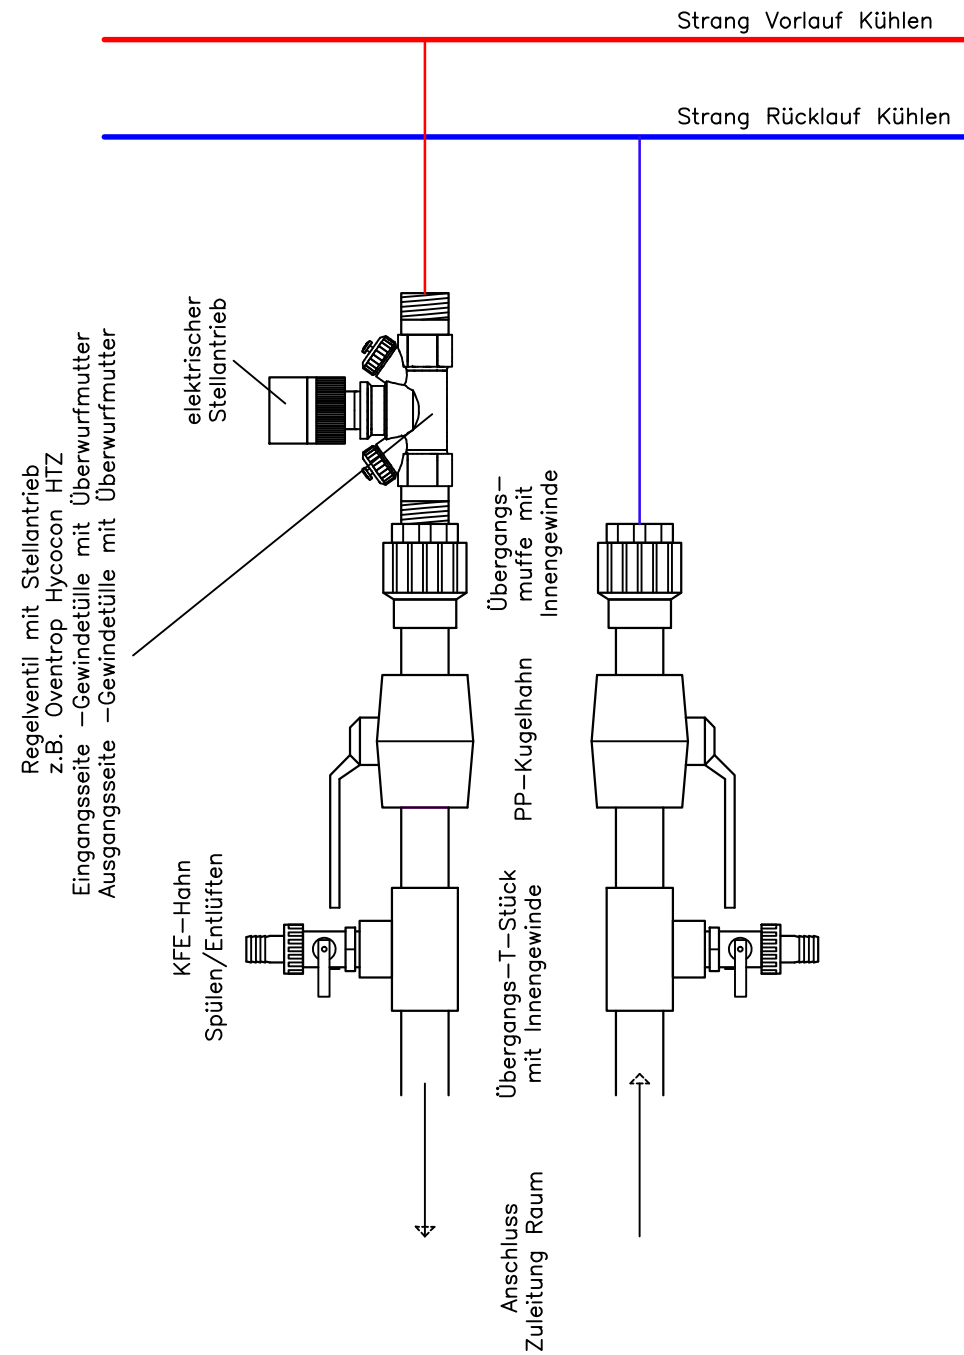 Strang Vorlauf Kühlen
Strang Rücklauf Kühlen
elektrischer
Stellantrieb
Regelventil mit Stellantrieb
z.B. Oventrop Hycocon HTZ
Eingangsseite -Gewindetülle mit Überwurfmutter
Ausgangsseite -Gewindetülle mit Überwurfmutter
Übergangs-
muffe mit
Innengewinde
PP-Kugelhahn
KFE-Hahn
Spülen/Entlüften
Übergangs-T-Stück
mit Innengewinde
Anschluss
Zuleitung Raum